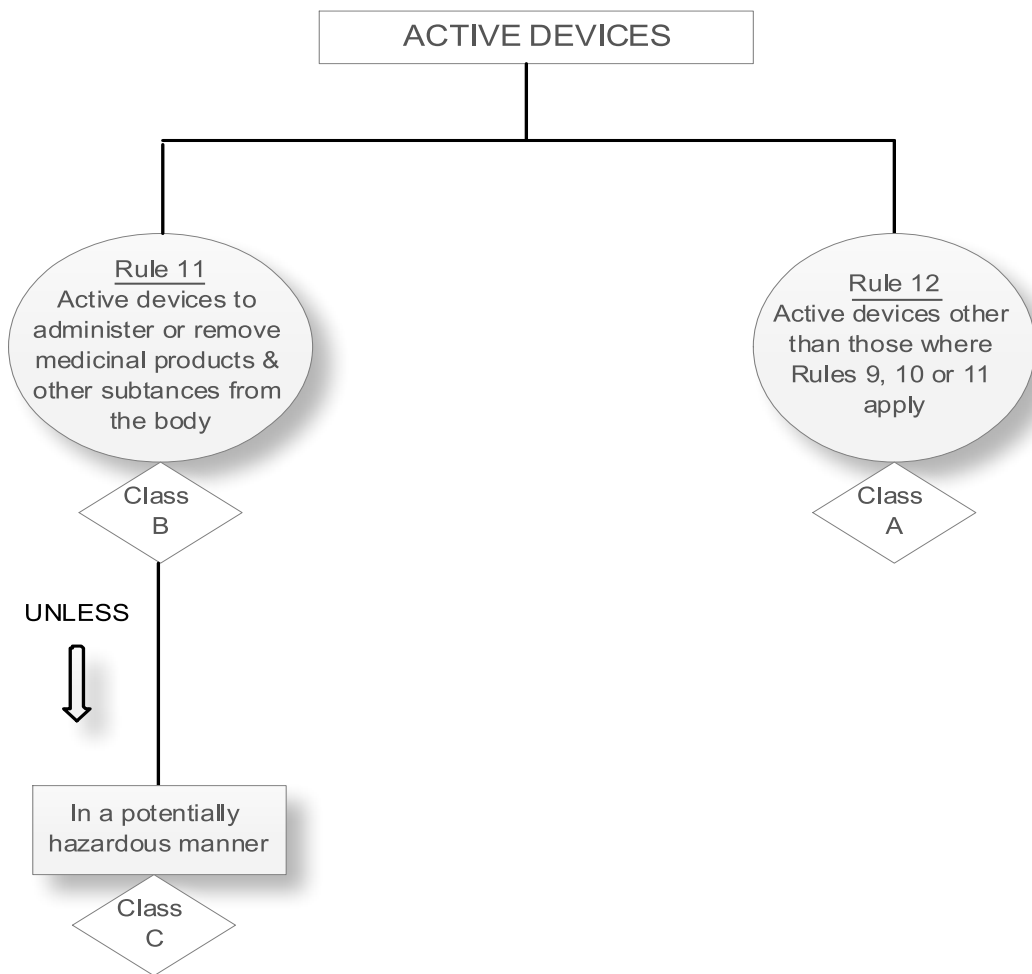 ACTIVE DEVICES
Rule 11
Active devices to
administer or remove
medicinal products &
other subtances from
the body
Class
B
UNLESS
In a potentially
hazardous manner
Class
C
Rule 12
Active devices other
than those where
Rules 9, 10 or 11
apply
Class
A